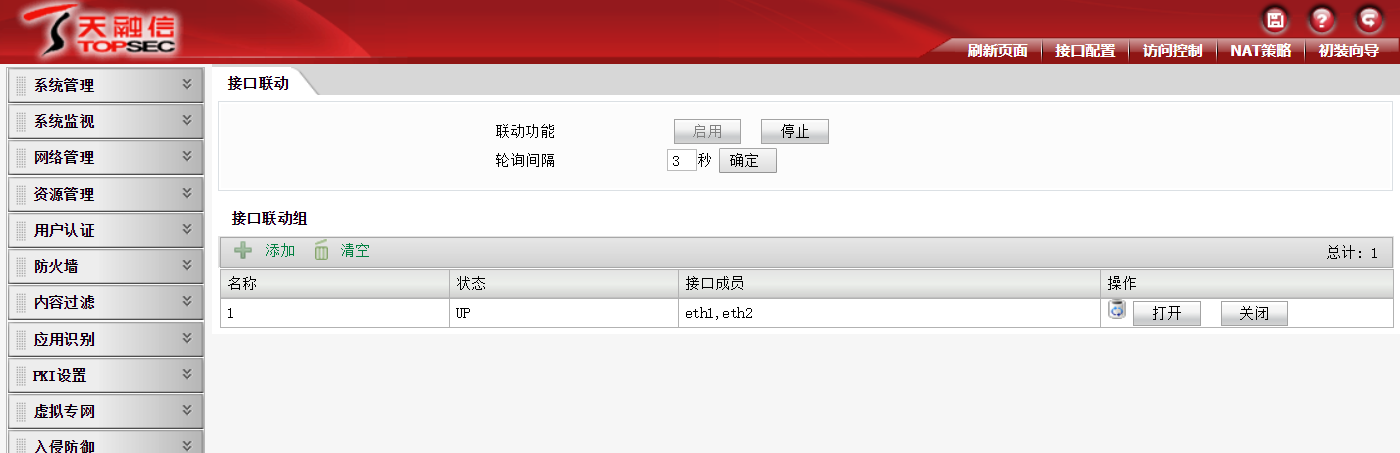 天融信
TOPSEC
刷新页面 接口配置 访问控制 NAT策略 初装向导
系统管理
系统监视
网络管理
资源管理
用户认证
防火墙
内容过滤
应用识别
PKI设置
虚拟专网
入侵防御
接口联动
联动功能 启用 停止
轮询间隔 3 秒 确定
接口联动组
添加 清空 总计：1
名称 状态 接口成员 操作
1 UP eth1,eth2 打开 关闭